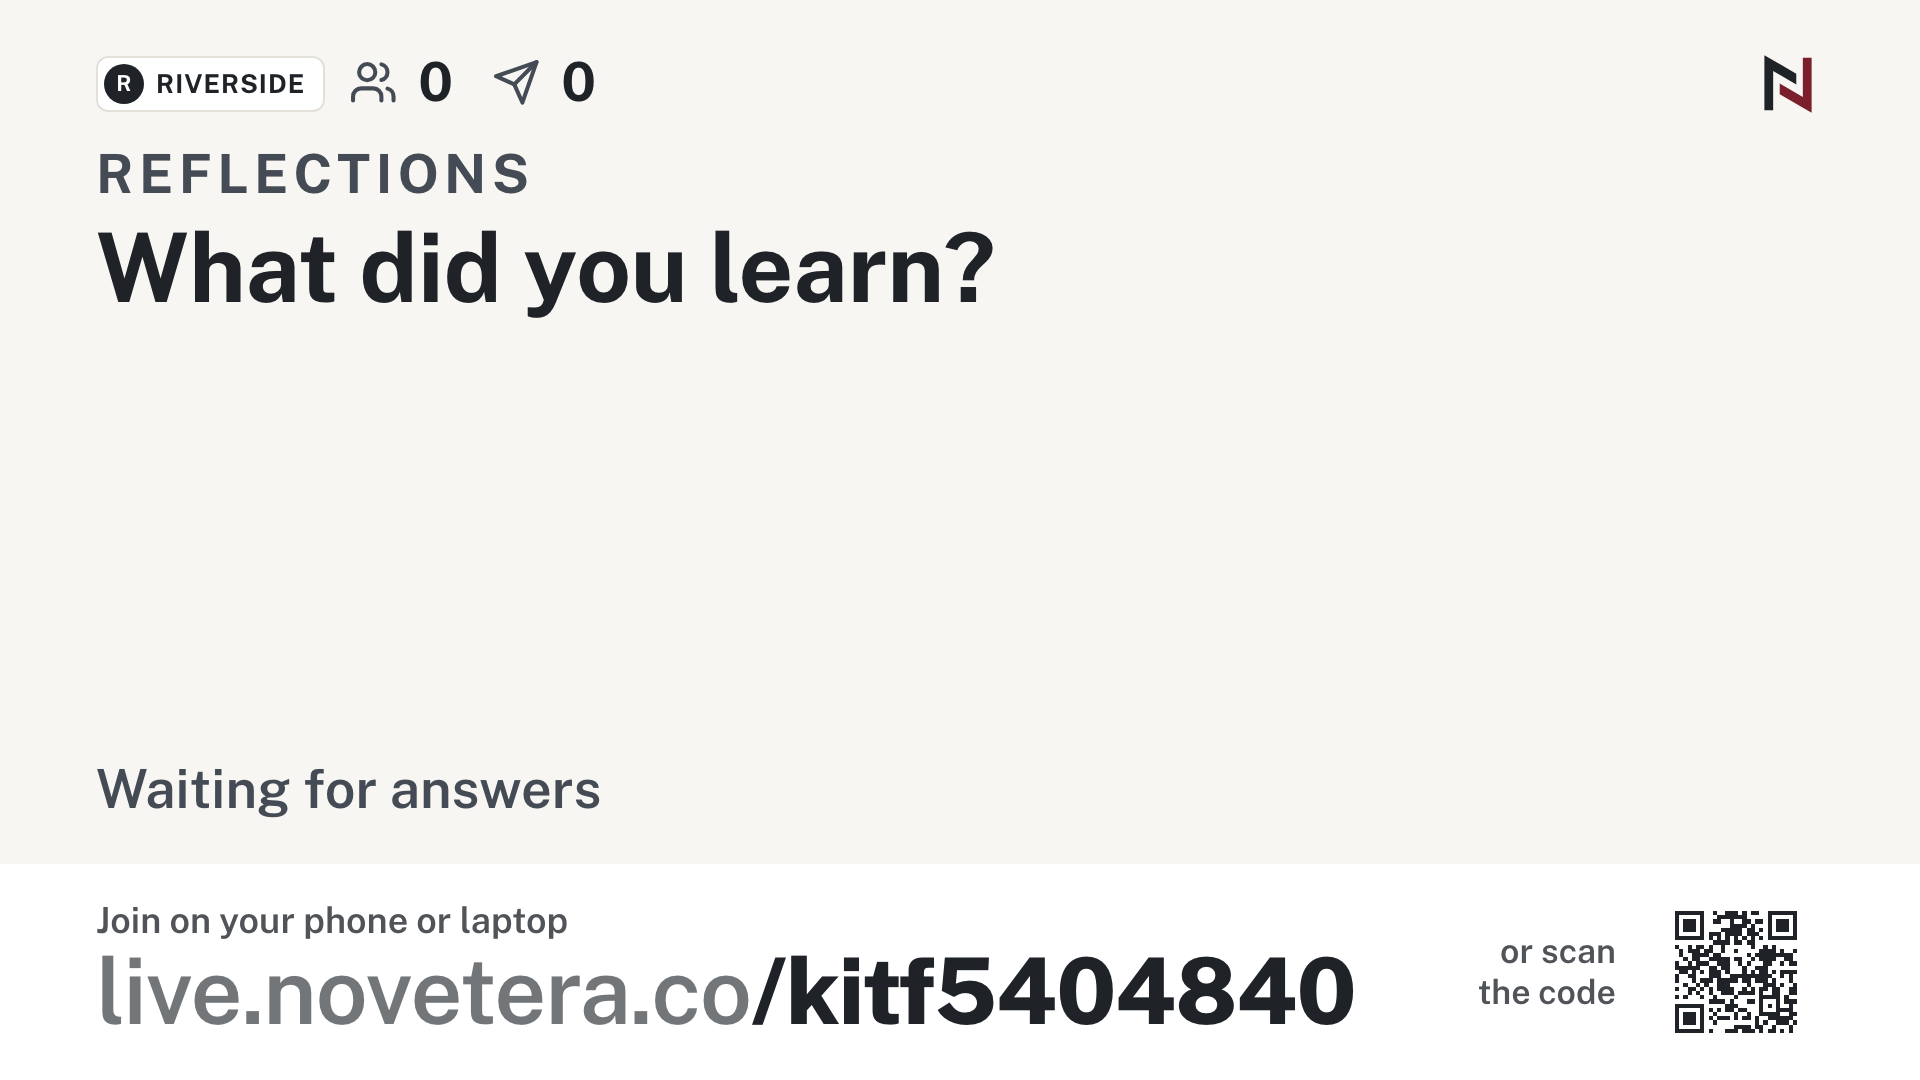 R RIVERSIDE 0 0
REFLECTIONS
What did you learn?
Waiting for answers
Join on your phone or laptop
live.novetera.co/kitf5404840
or scan
the code